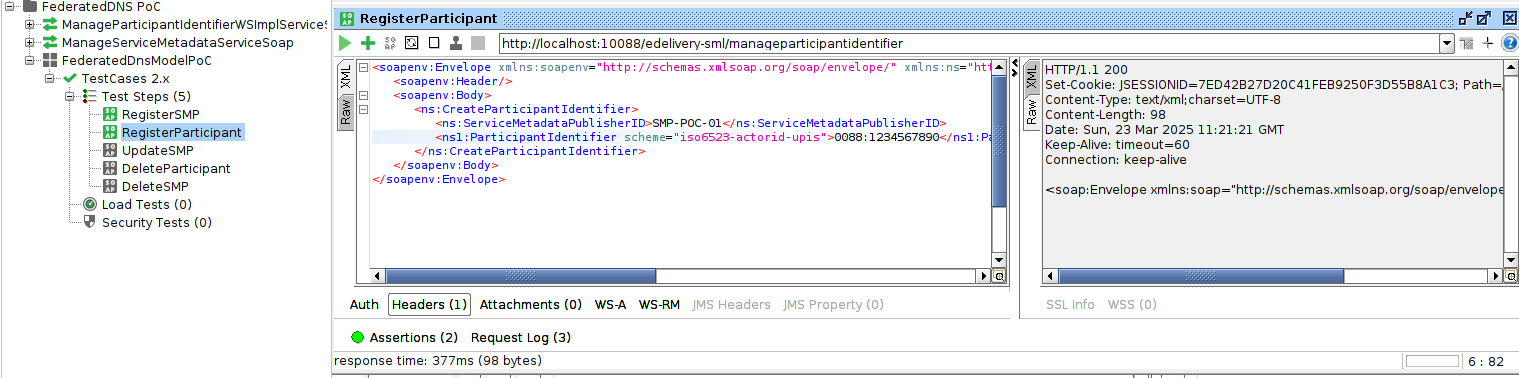 FederatedDNS PoC
ManageParticipantIdentifierWSImplServiceS
ManageServiceMetadataServiceSoap
FederatedDnsModelPoC
TestCases 2.x
Test Steps (5)
RegisterSMP
RegisterParticipant
UpdateSMP
DeleteParticipant
DeleteSMP
Load Tests (0)
Security Tests (0)
RegisterParticipant
http://localhost:10088/edelivery-sml/manageparticipantidentifier
XML
Raw
<soapenv:Envelope xmlns:soapenv="http://schemas.xmlsoap.org/soap/envelope/" xmlns:ns="htt
<soapenv:Header/>
<soapenv:Body>
<ns:CreateParticipantIdentifier>
<ns:ServiceMetadataPublisherID>SMP-POC-01</ns:ServiceMetadataPublisherID>
<ns1:ParticipantIdentifier scheme="iso6523-actorid-upis">0088:1234567890</ns1:Pa
</ns:CreateParticipantIdentifier>
</soapenv:Body>
</soapenv:Envelope>
XML
Raw
HTTP/1.1 200
Set-Cookie: JSESSIONID=7ED42B27D20C41FEB9250F3D55B8A1C3; Path=/
Content-Type: text/xml;charset=UTF-8
Content-Length: 98
Date: Sun, 23 Mar 2025 11:21:21 GMT
Keep-Alive: timeout=60
Connection: keep-alive
<soap:Envelope xmlns:soap="http://schemas.xmlsoap.org/soap/envelope
Auth Headers (1) Attachments (0) WS-A WS-RM JMS Headers JMS Property (0)
SSL Info WSS (0)
Assertions (2) Request Log (3)
response time: 377ms (98 bytes)
6 : 82